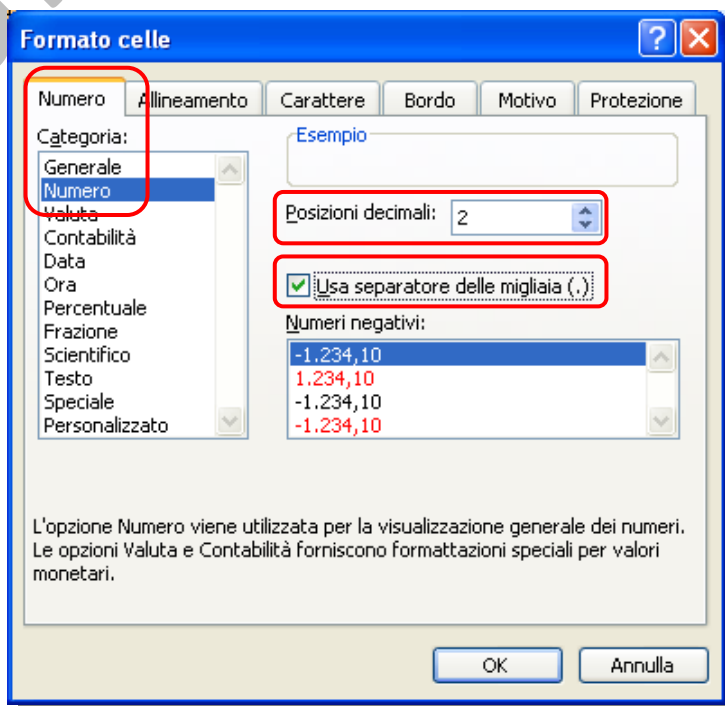 Formato celle
Numero Allineamento Carattere Bordo Motivo Protezione
Categoria:
Generale
Numero
Valuta
Contabilità
Data
Ora
Percentuale
Frazione
Scientifico
Testo
Speciale
Personalizzato
Esempio
Posizioni decimali: 2
Usa separatore delle migliaia (.)
Numeri negativi:
-1.234,10
1.234,10
-1.234,10
-1.234,10
L'opzione Numero viene utilizzata per la visualizzazione generale dei numeri.
Le opzioni Valuta e Contabilità forniscono formattazioni speciali per valori
monetari.
OK Annulla